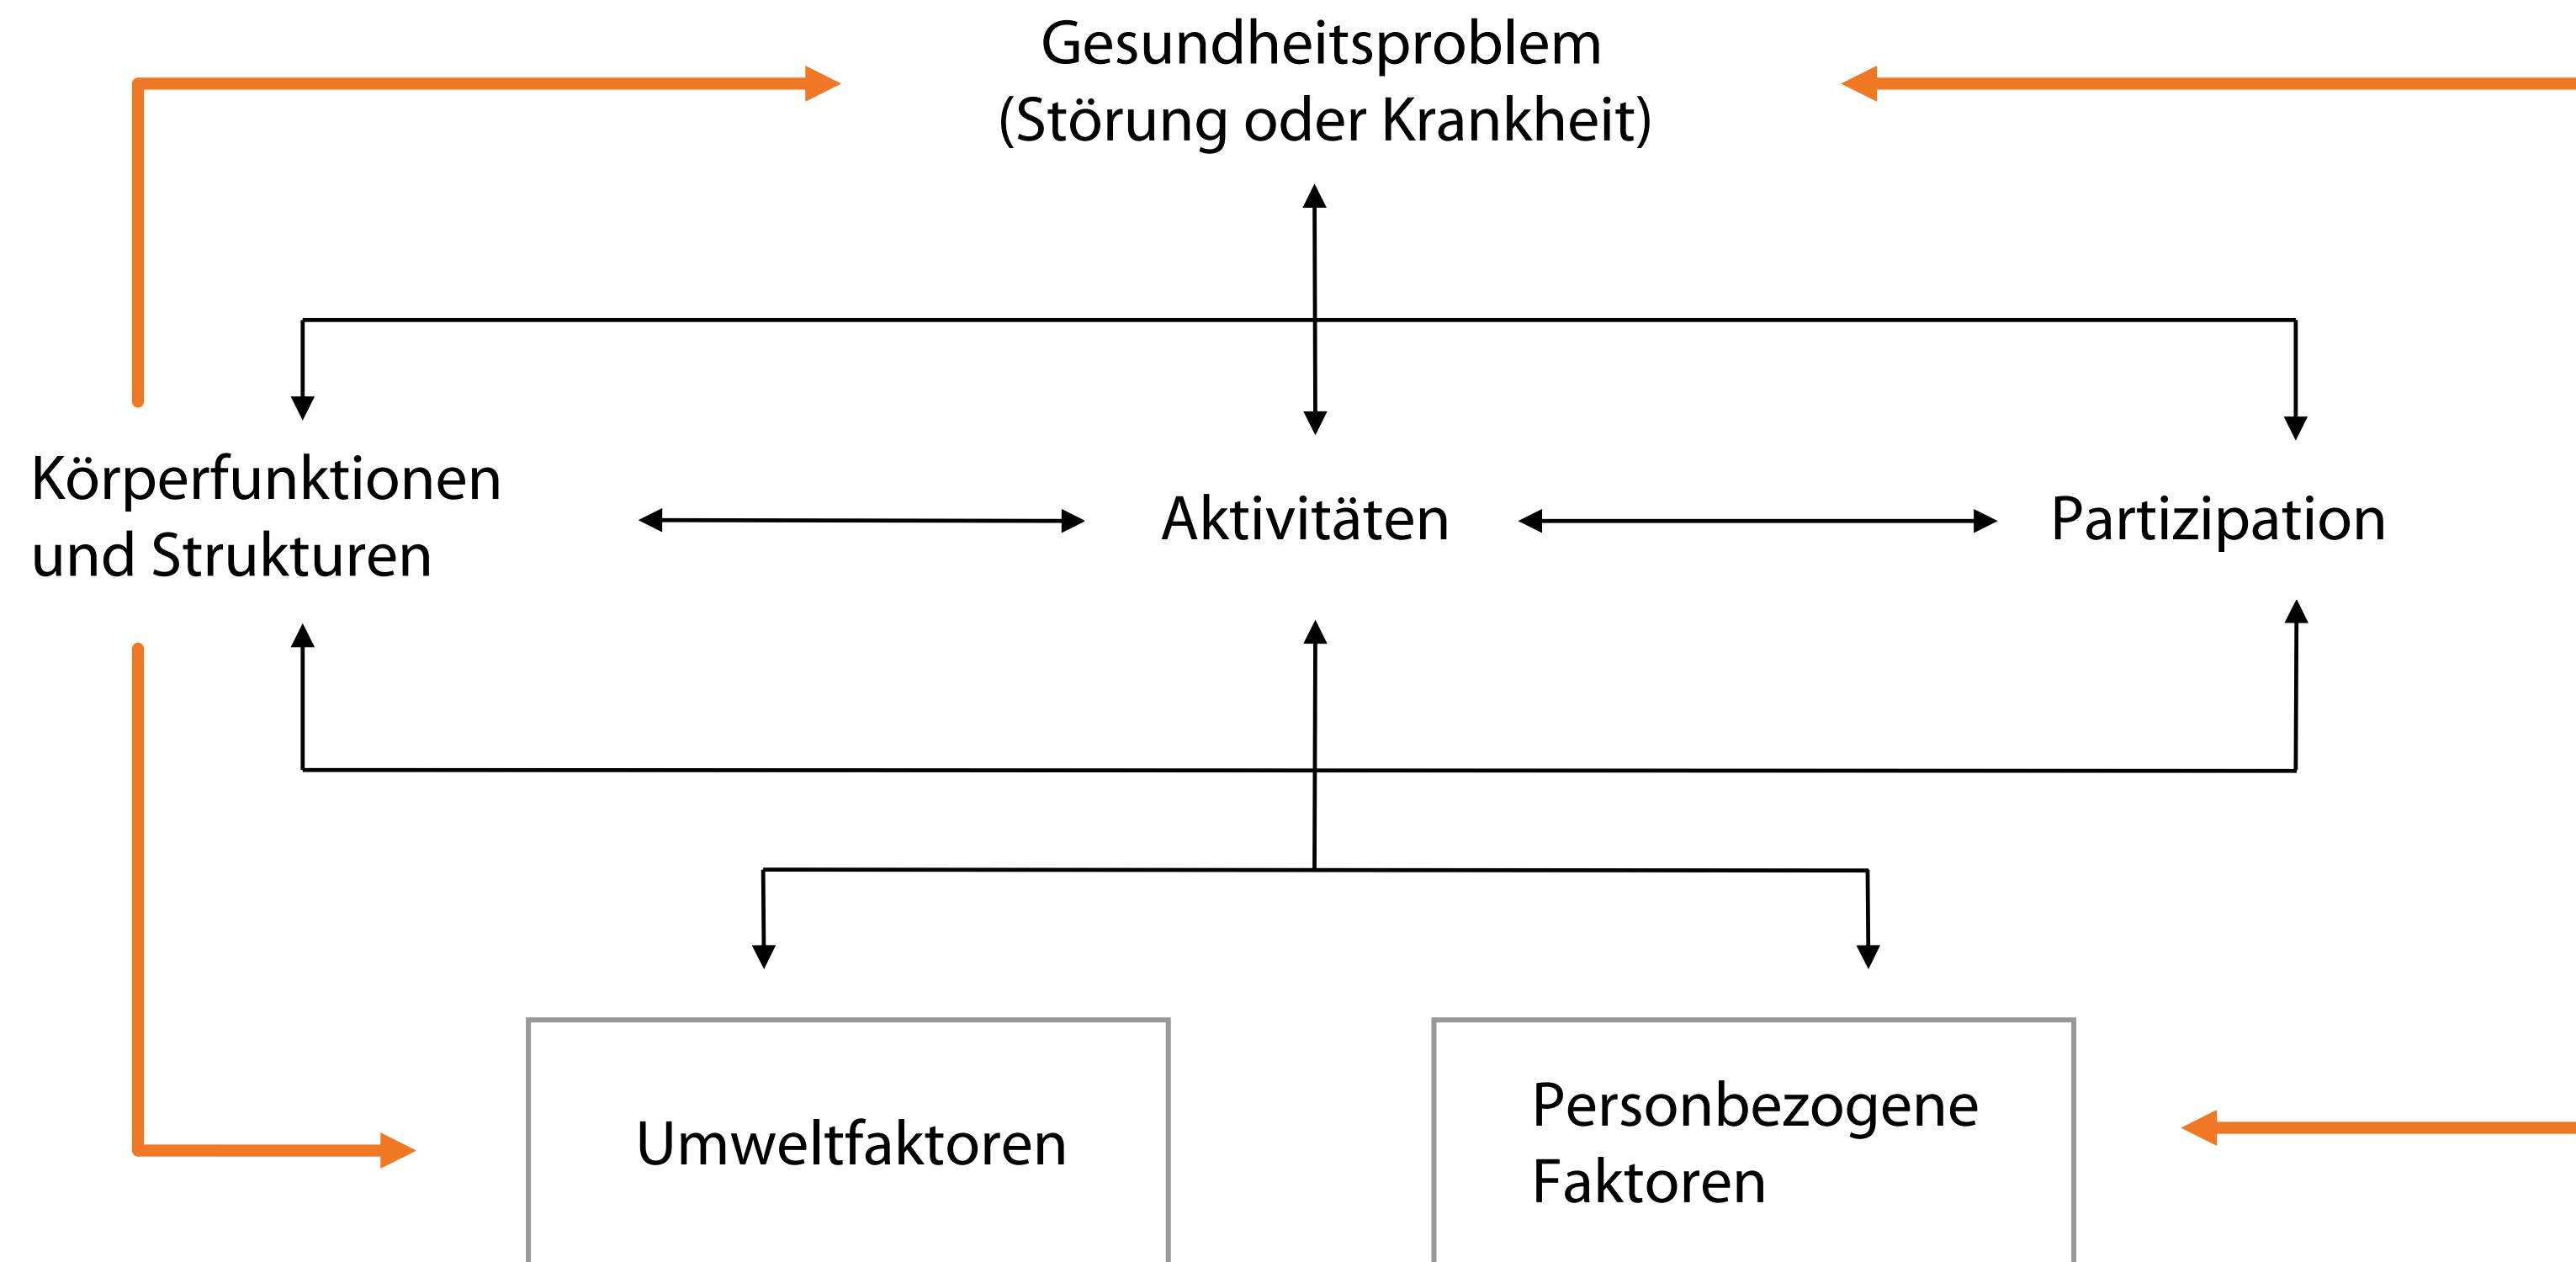 Gesundheitsproblem
(Störung oder Krankheit)
Körperfunktionen
und Strukturen
Aktivitäten
Partizipation
Umweltfaktoren
Personbezogene
Faktoren